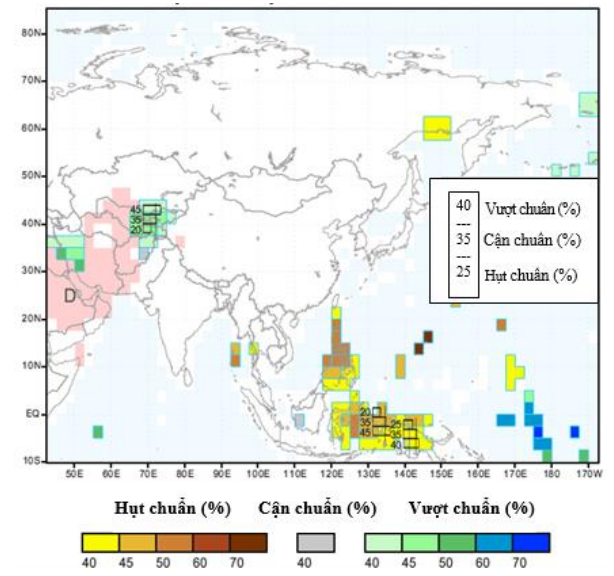 80N
70N
60N
50N
40N
30N
20N
10N
EQ
10S
45
35
20
D
40 Vượt chuẩn (%)
---
35 Cận chuẩn (%)
---
25 Hụt chuẩn (%)
20
35
45
25
35
40
50E 60E 70E 80E 90E 100E 110E 120E 130E 140E 150E 160E 170E 180 170W
Hụt chuẩn (%) Cận chuẩn (%) Vượt chuẩn (%)
40 45 50 60 70 40 40 45 50 60 70